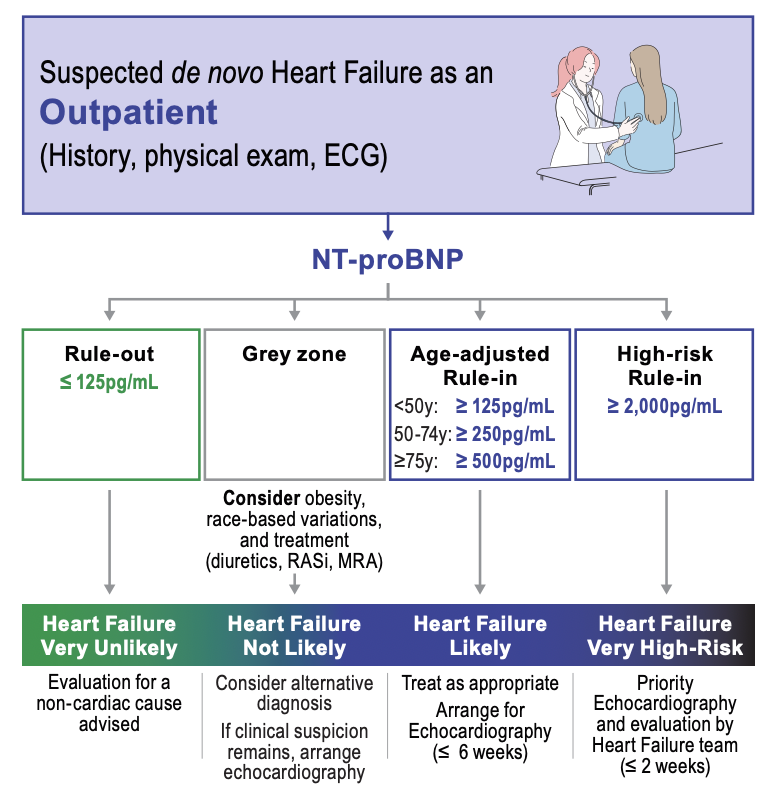 Suspected de novo Heart Failure as an
Outpatient
(History, physical exam, ECG)
NT-proBNP
Rule-out
≤ 125pg/mL
Grey zone
Age-adjusted
Rule-in
<50y: ≥ 125pg/mL
50-74y: ≥ 250pg/mL
≥75y: ≥ 500pg/mL
High-risk
Rule-in
≥ 2,000pg/mL
Consider obesity,
race-based variations,
and treatment
(diuretics, RASi, MRA)
Heart Failure
Very Unlikely
Heart Failure
Not Likely
Heart Failure
Likely
Heart Failure
Very High-Risk
Evaluation for a
non-cardiac cause
advised
Consider alternative
diagnosis
If clinical suspicion
remains, arrange
echocardiography
Treat as appropriate
Arrange for
Echocardiography
(≤ 6 weeks)
Priority
Echocardiography
and evaluation by
Heart Failure team
(≤ 2 weeks)